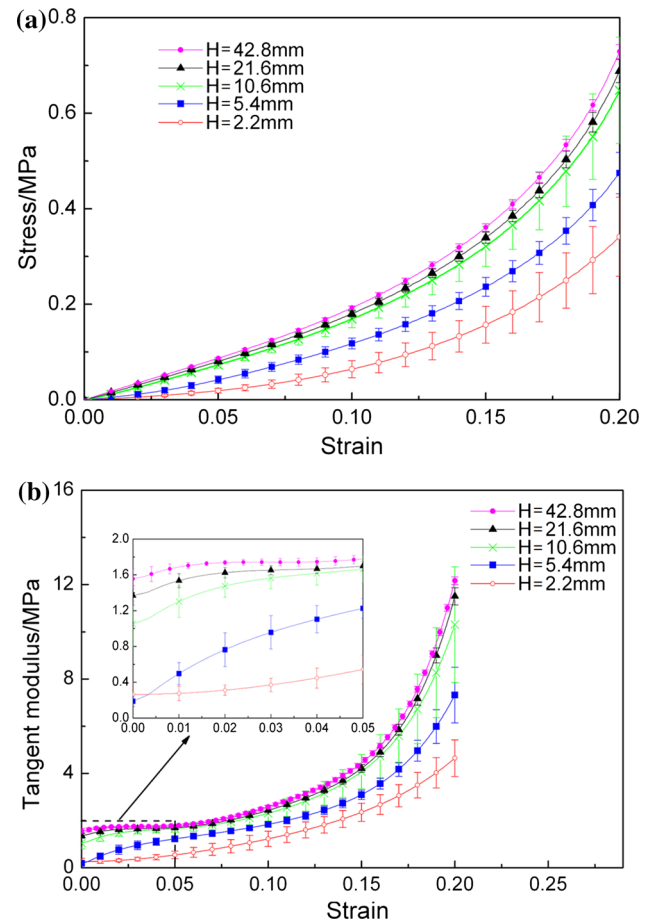 (a)
0.8
0.6
0.4
0.2
0.0
Stress/MPa
H=42.8mm
H=21.6mm
H=10.6mm
H=5.4mm
H=2.2mm
0.00 0.05 0.10 0.15 0.20
Strain
(b)
16
12
8
4
0
Tangent modulus/MPa
2.0
1.8
1.2
0.6
0.4
0.0
0.0 0.01 0.02 0.03 0.04 0.05
H=42.8mm
H=21.6mm
H=10.6mm
H=5.4mm
H=2.2mm
0.00 0.05 0.10 0.15 0.20 0.25
Strain